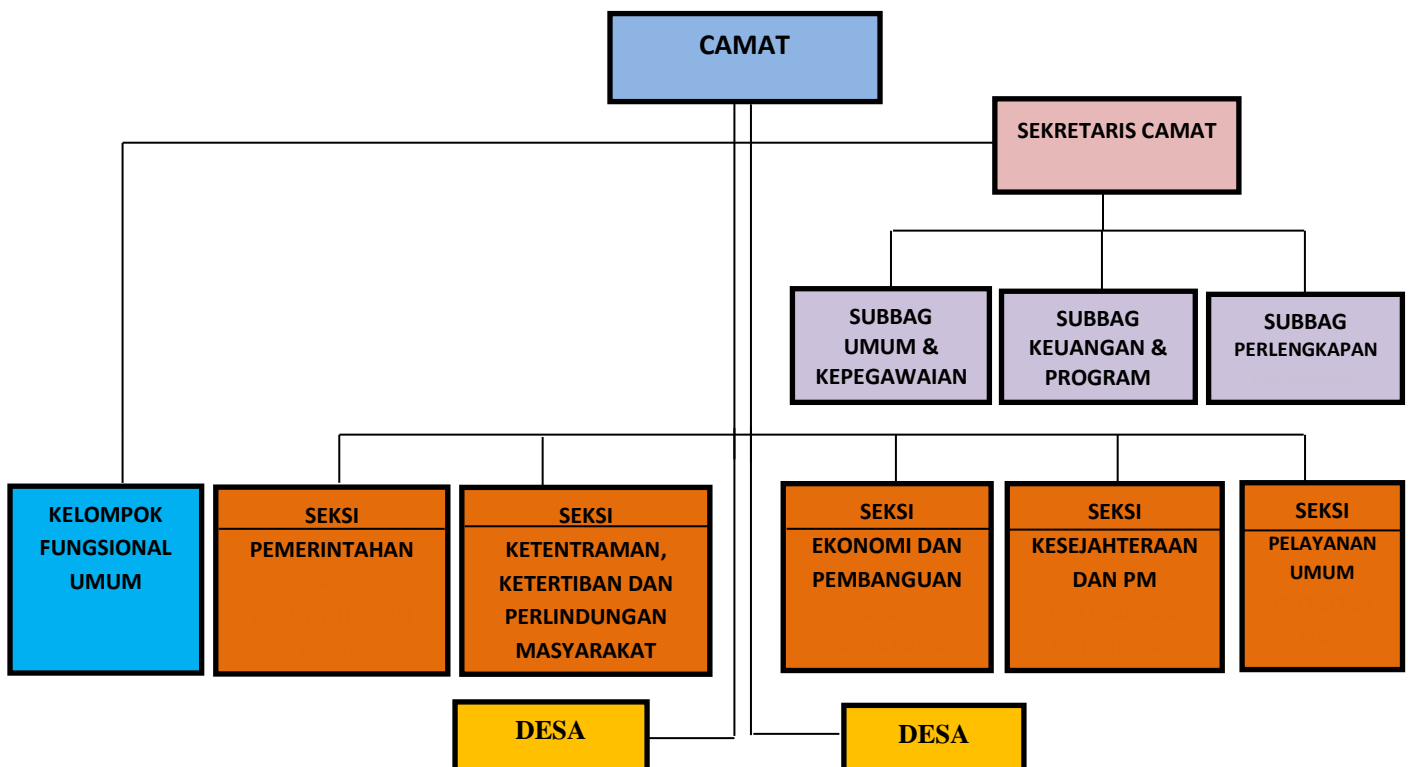 CAMAT
SEKRETARIS CAMAT
SUBBAG
UMUM &
KEPEGAWAIAN
SUBBAG
KEUANGAN &
PROGRAM
SUBBAG
PERLENGKAPAN
KELOMPOK
FUNGSIONAL
UMUM
SEKSI
PEMERINTAHAN
SEKSI
KETENTRAMAN,
KETERTIBAN DAN
PERLINDUNGAN
MASYARAKAT
SEKSI
EKONOMI DAN
PEMBANGUAN
SEKSI
KESEJAHTERAAN
DAN PM
SEKSI
PELAYANAN
UMUM
DESA
DESA